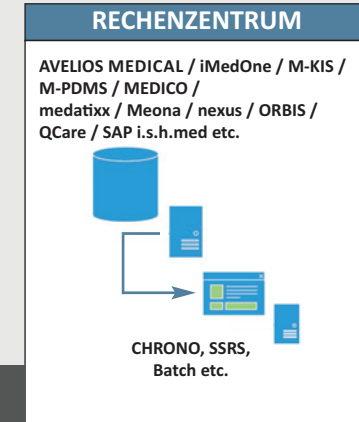 RECHENZENTRUM
AVELIOS MEDICAL / iMedOne / M-KIS /
M-PDMS / MEDICO /
medatixx / Meona / nexus / ORBIS /
QCare / SAP i.s.h.med etc.
CHRONO, SSRS,
Batch etc.